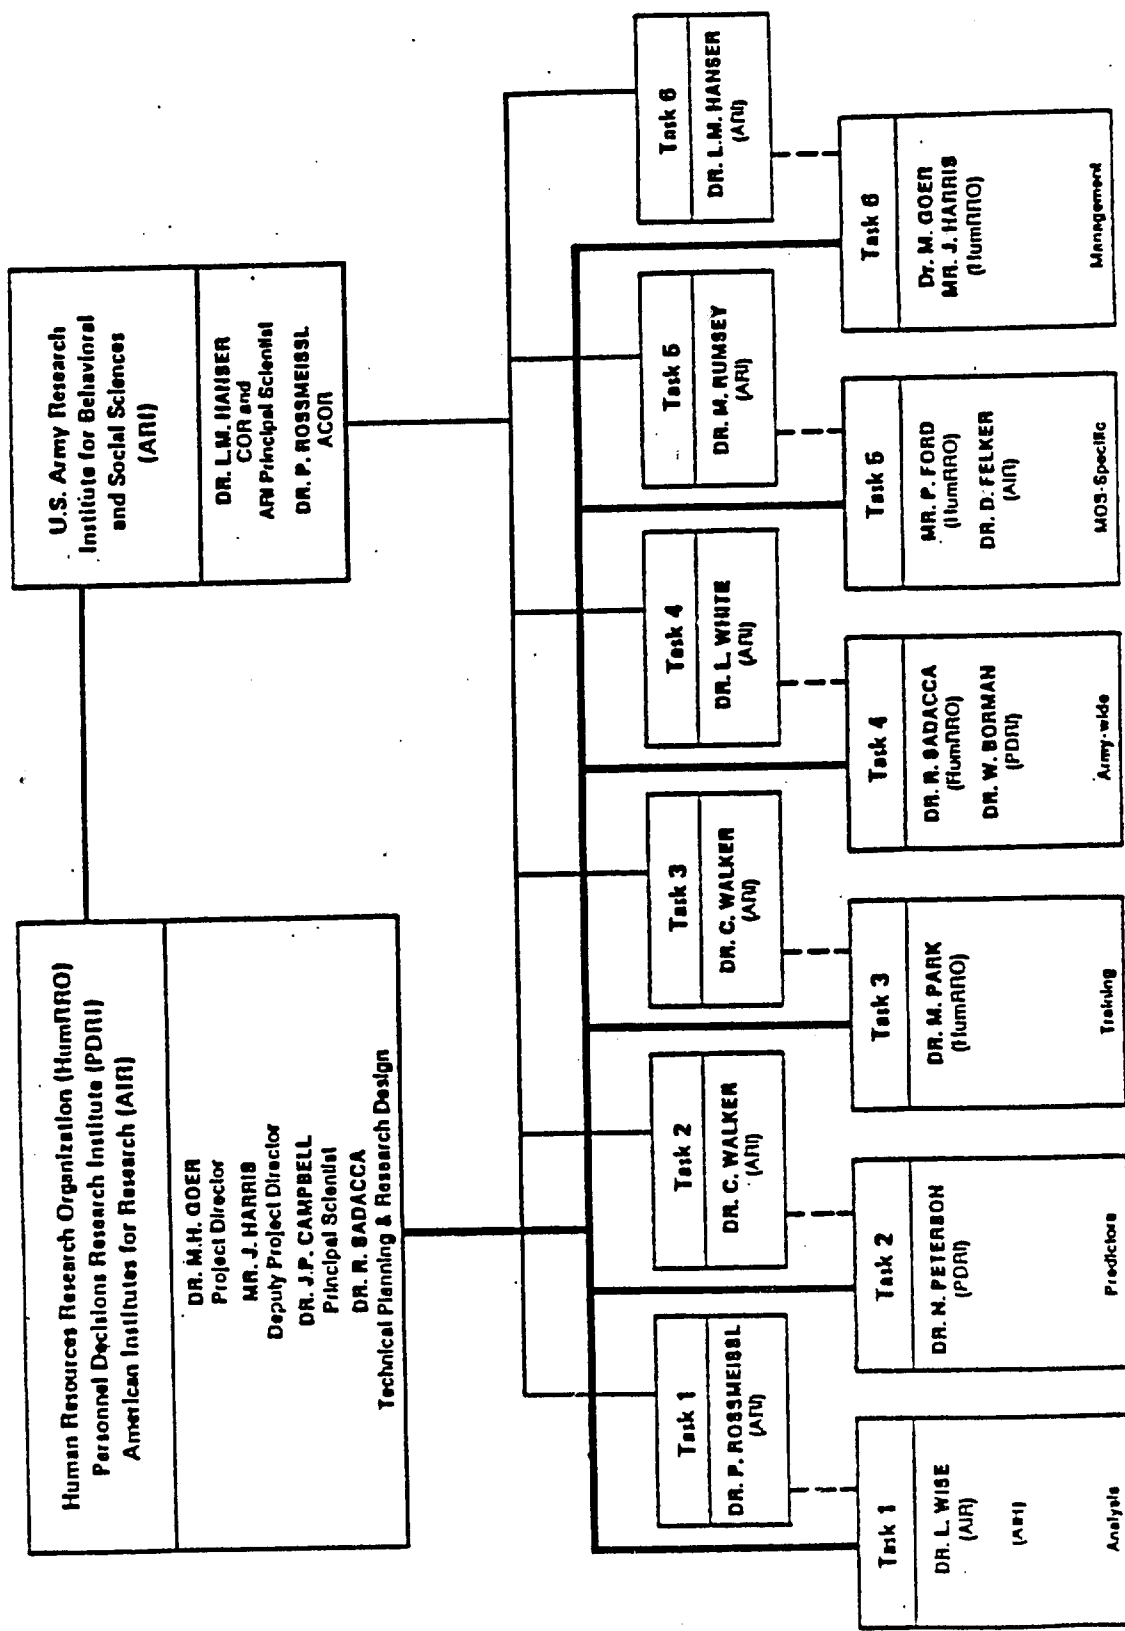 Human Resources Research Organization (HumRRO)
Personnel Decisions Research Institute (PDRI)
American Institutes for Research (AIR)
DR. M.H. GOER
Project Director
MR. J. HARRIS
Deputy Project Director
DR. J.P. CAMPBELL
Principal Scientist
DR. R. SADACCA
Technical Planning & Research Design
U.S. Army Research
Institute for Behavioral
and Social Sciences
(ARI)
DR. L.M. HANSER
COR and
ARI Principal Scientist
DR. P. ROSSMEISSL
ACOR
Task 1
DR. P. ROSSMEISSL
(ARI)
Task 2
DR. C. WALKER
(ARI)
Task 3
DR. C. WALKER
(ARI)
Task 4
DR. L. WHITE
(ARI)
Task 5
DR. M. RUMSEY
(ARI)
Task 6
DR. L.M. HANSER
(ARI)
Task 1
DR. L. WISE
(AIR)
(ARI)
Analysis
Task 2
DR. N. PETERSON
(PDRI)
Predictors
Task 3
DR. M. PARK
(HumRRO)
Training
Task 4
DR. R. SADACCA
(HumRRO)
DR. W. BORMAN
(PDRI)
Army-wide
Task 5
MR. P. FORD
(HumRRO)
DR. D. FELKER
(AIR)
MOS-Specific
Task 6
Dr. M. GOER
MR. J. HARRIS
(HumRRO)
Management